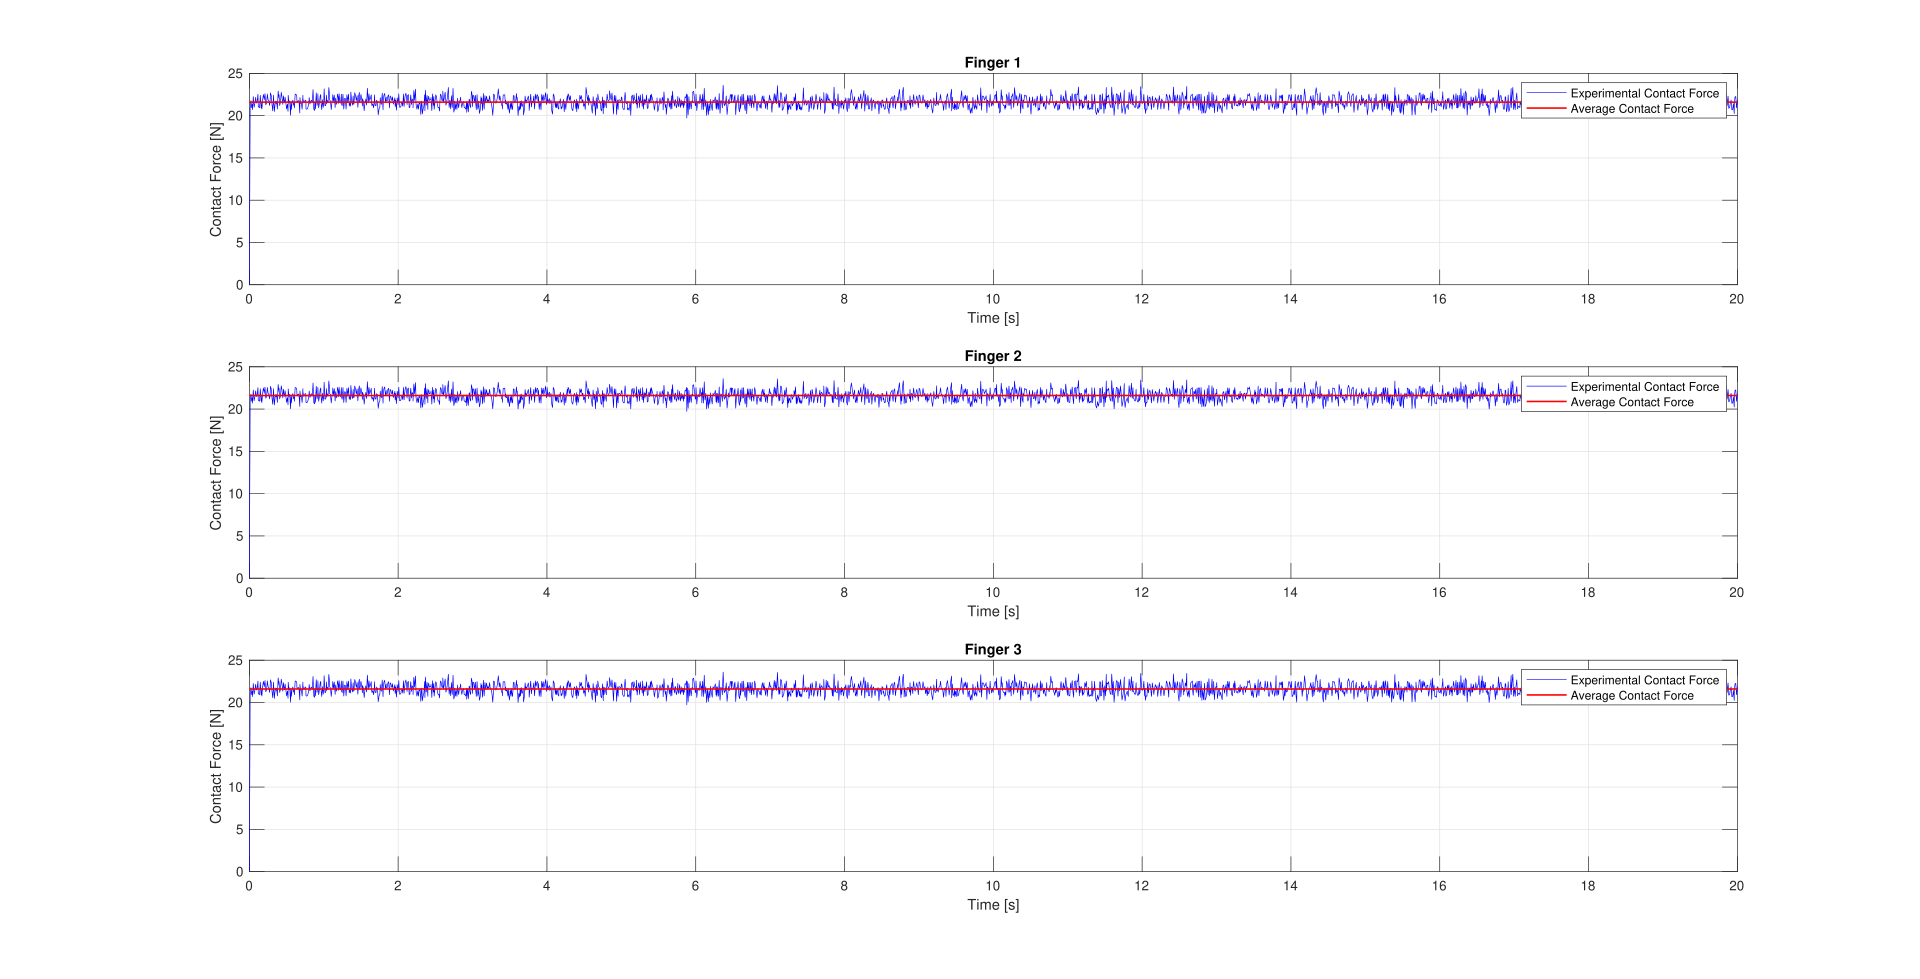 Finger 1
25
20
15
10
5
0
Contact Force [N]
Experimental Contact Force
Average Contact Force
0 2 4 6 8 10 12 14 16 18 20
Time [s]
Finger 2
25
20
15
10
5
0
Contact Force [N]
Experimental Contact Force
Average Contact Force
0 2 4 6 8 10 12 14 16 18 20
Time [s]
Finger 3
25
20
15
10
5
0
Contact Force [N]
Experimental Contact Force
Average Contact Force
0 2 4 6 8 10 12 14 16 18 20
Time [s]